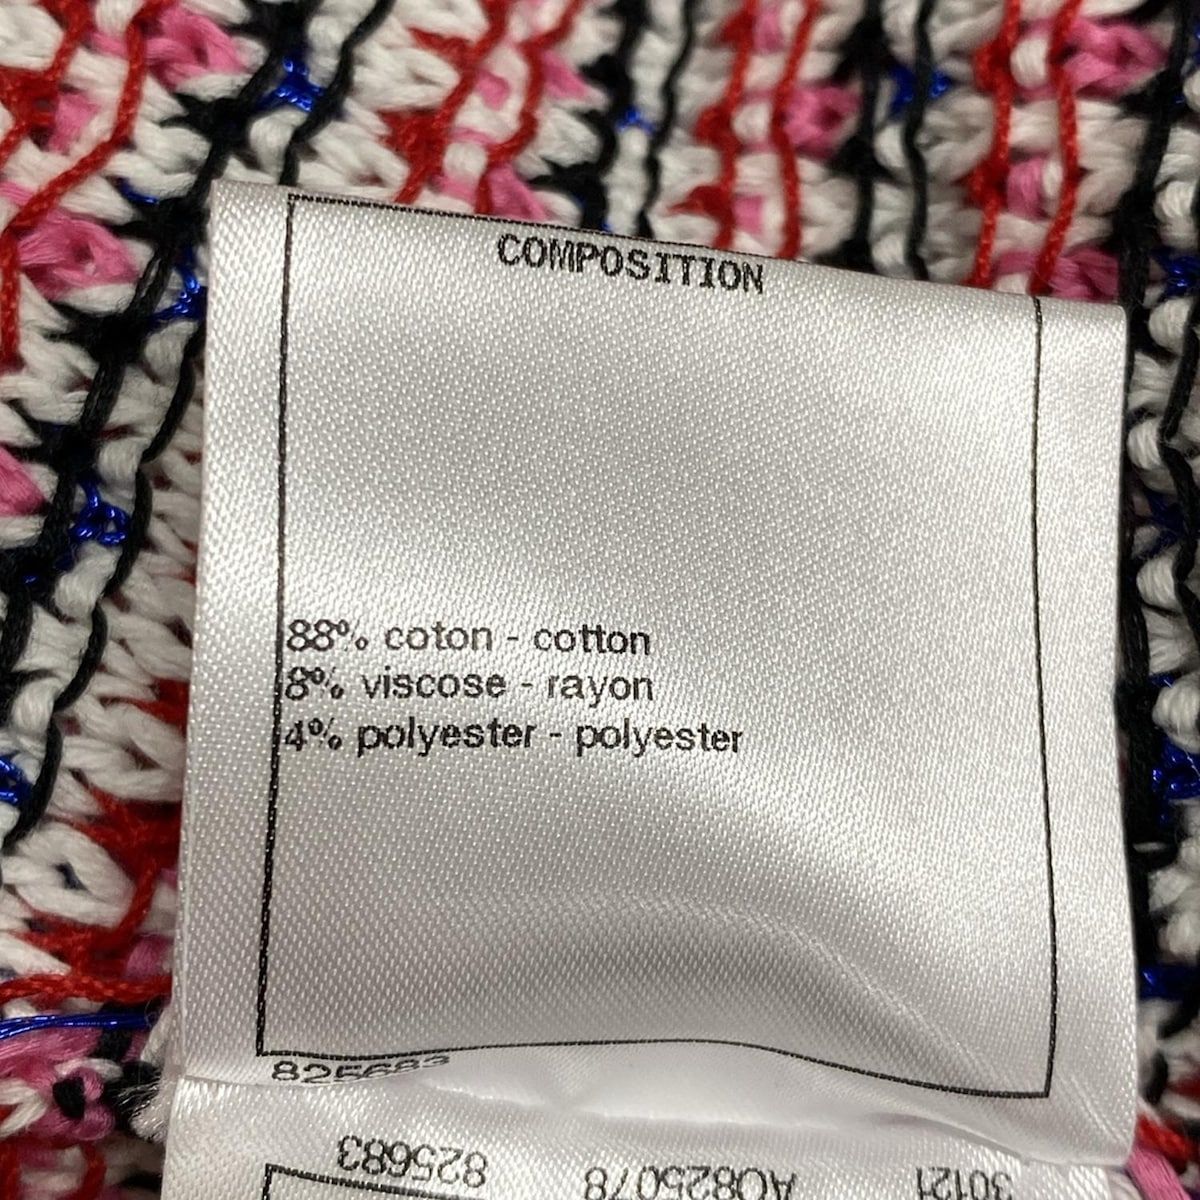 COMPOSITION
88% coton - cotton
8% viscose - rayon
4% polyester - polyester
825683
825683 AO825078 30121